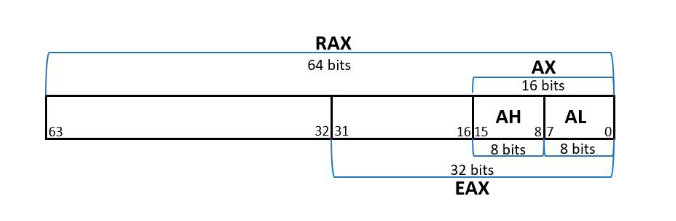 RAX
64 bits
AX
16 bits
AH AL
63 32 31 16 15 8 7 0
8 bits 8 bits
32 bits
EAX